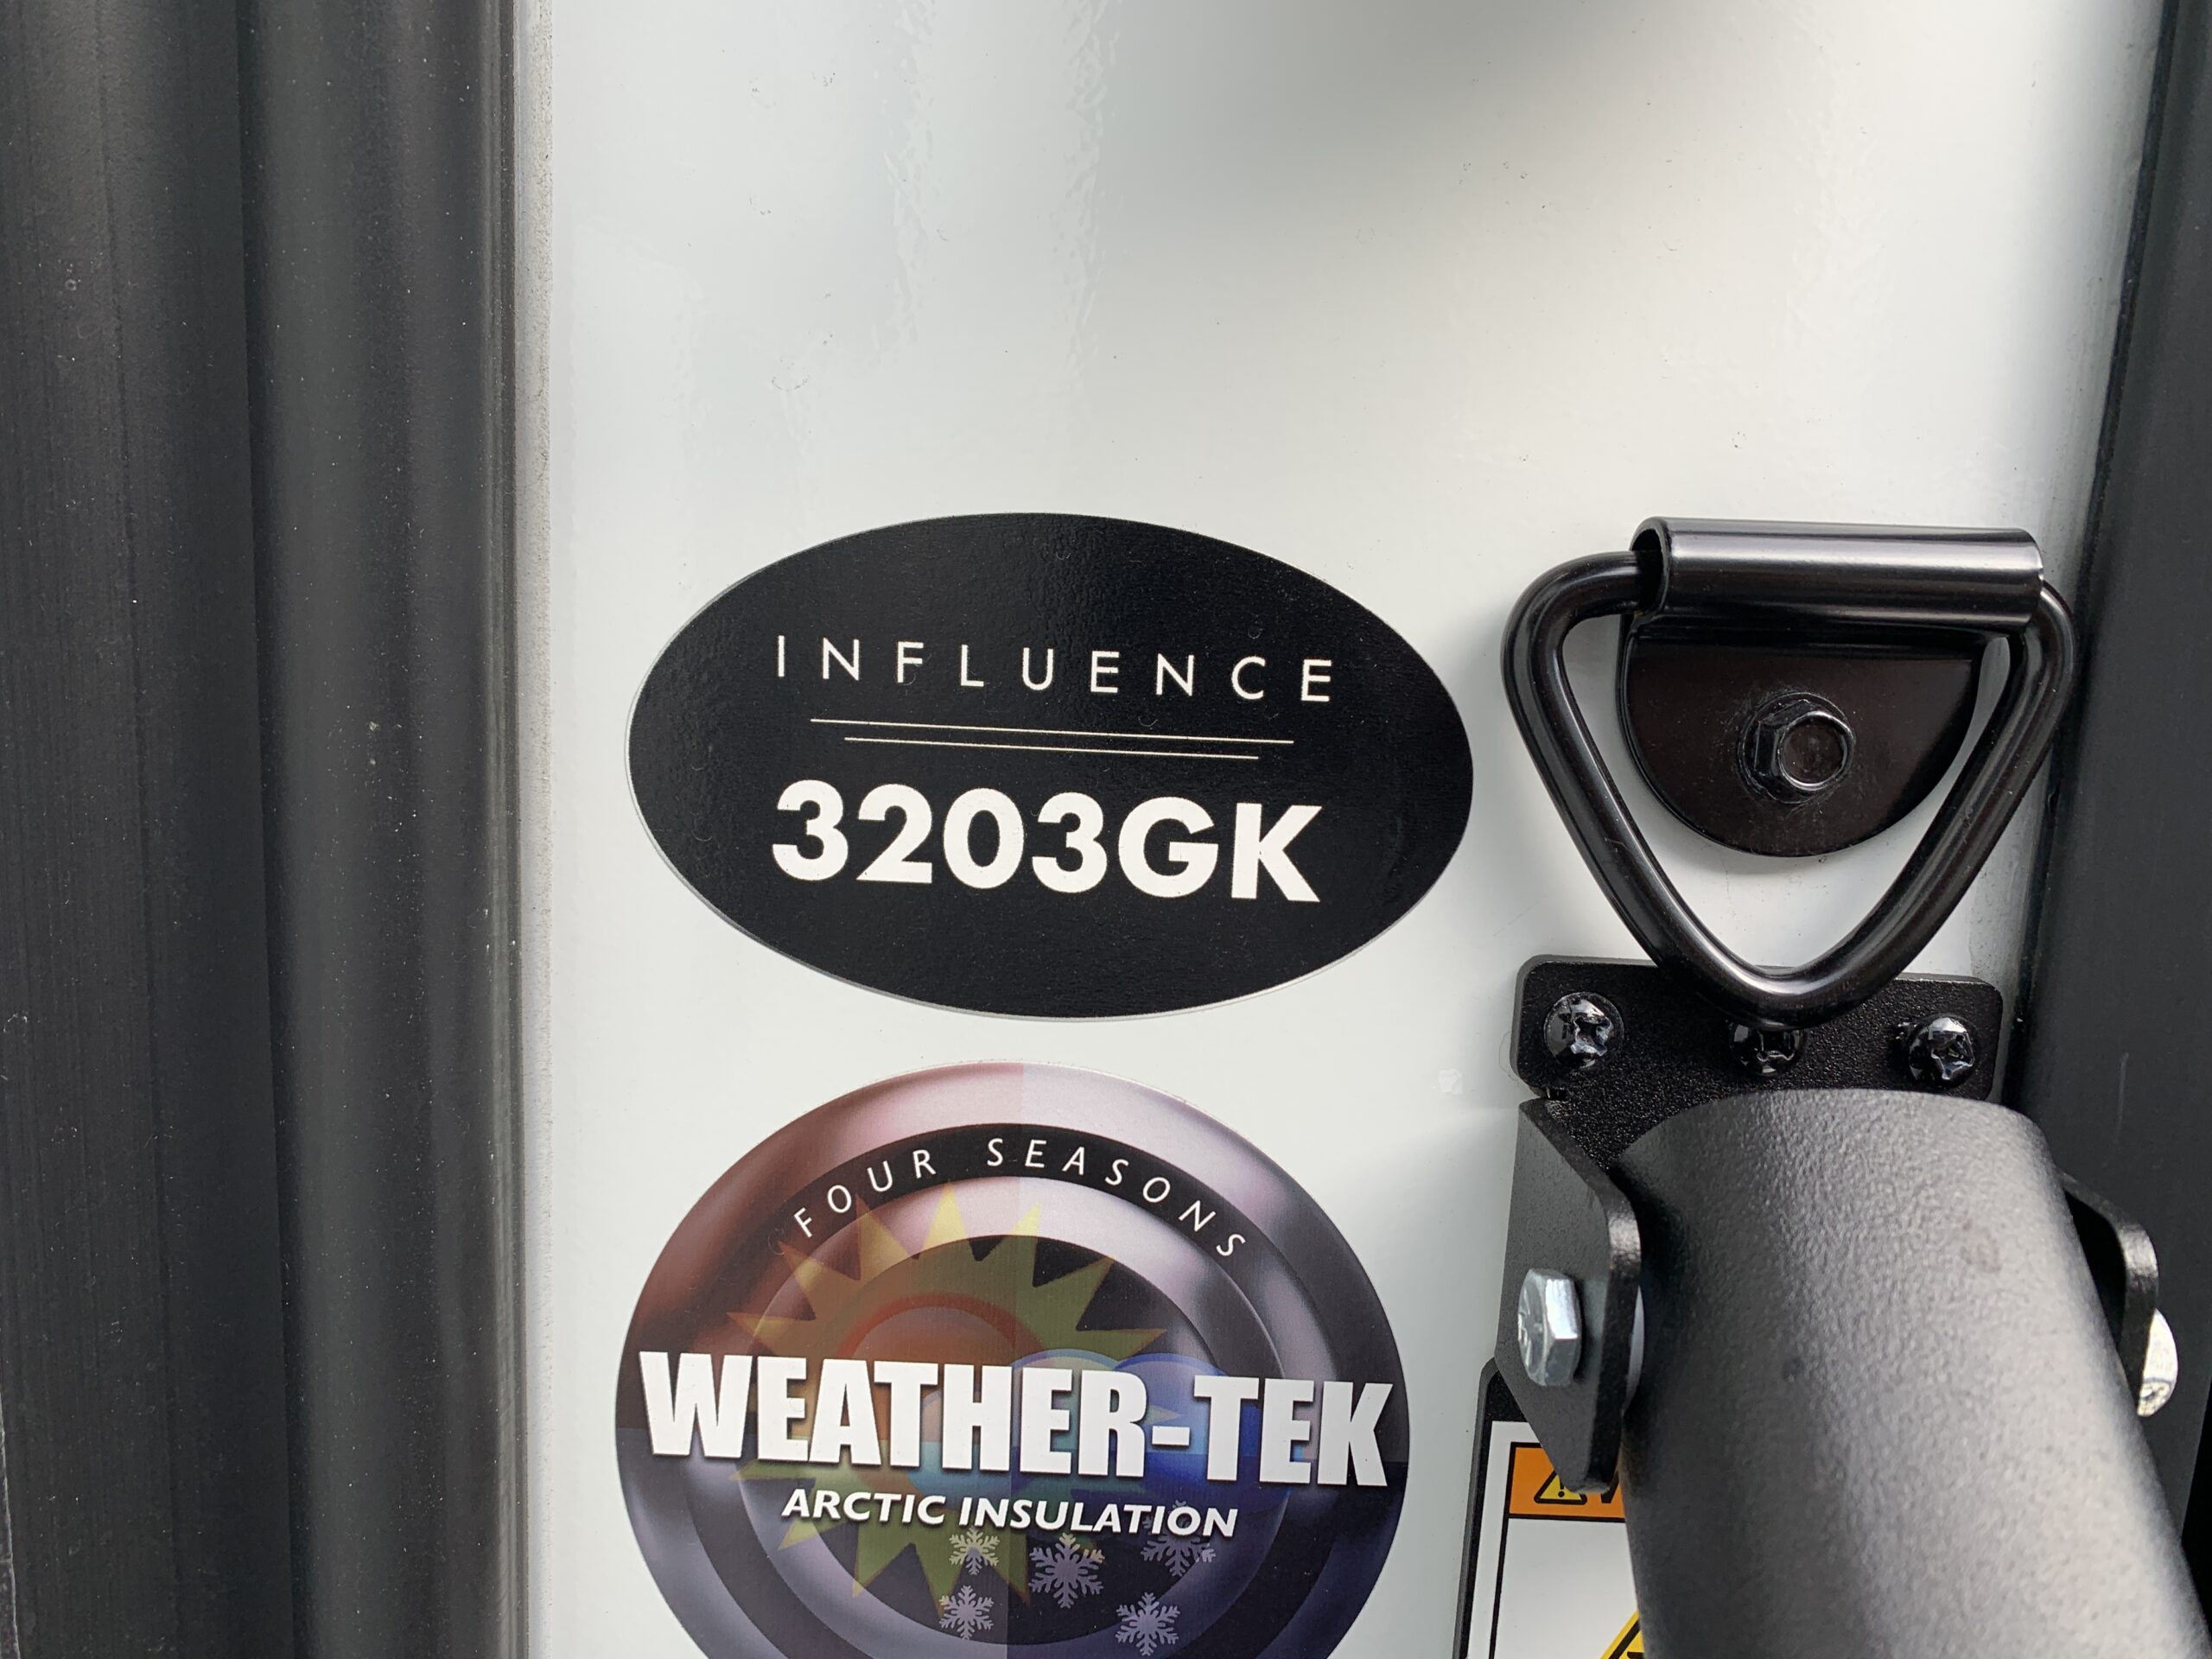 INFLUENCE
3203GK
FOUR SEASONS
WEATHER-TEK
ARCTIC INSULATION